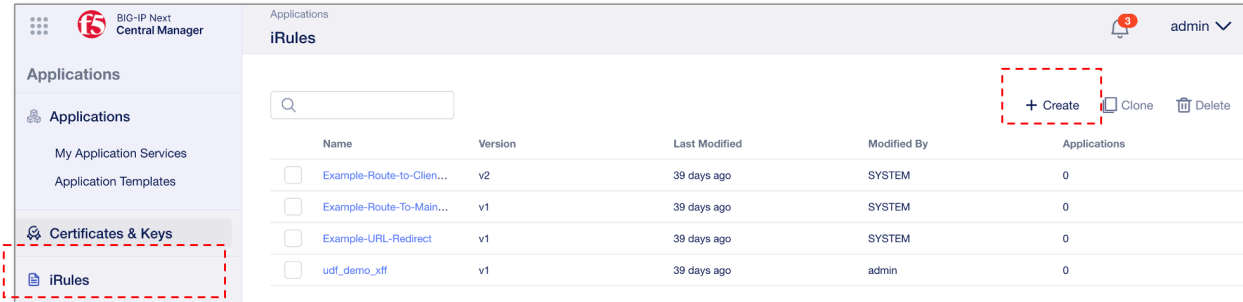 f5
BIG-IP Next
Central Manager
Applications
Applications
My Application Services
Application Templates
Certificates & Keys
iRules
Applications
iRules
3
admin
+ Create
Clone
Delete
Name Version Last Modified Modified By Applications
Example-Route-to-Clien... v2 39 days ago SYSTEM 0
Example-Route-To-Main... v1 39 days ago SYSTEM 0
Example-URL-Redirect v1 39 days ago SYSTEM 0
udf_demo_xff v1 39 days ago admin 0